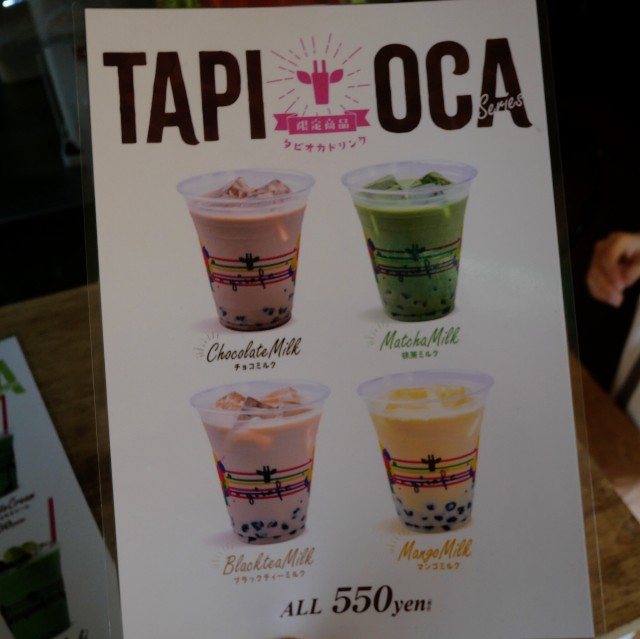 TAPIOCA
Series
限定商品
タピオカドリンク
ChocolateMilk
チョコミルク
MatchaMilk
抹茶ミルク
BlackteaMilk
ブラックティーミルク
MangoMilk
マンゴミルク
ALL 550yen